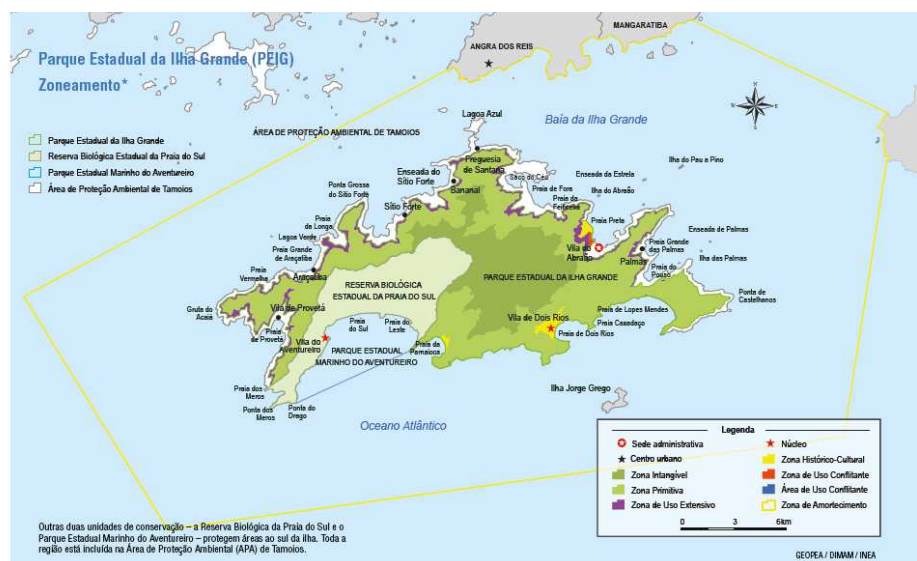 Parque Estadual da Ilha Grande (PEIG)
Zoneamento*
MANGARATIBA
ANGRA DOS REIS
Baía da Ilha Grande
Parque Estadual da Ilha Grande
Reserva Biológica Estadual da Praia do Sul
Parque Estadual Marinho do Aventureiro
Área de Proteção Ambiental de Tamoios
ÁREA DE PROTEÇÃO AMBIENTAL DE TAMOIOS
Lagoa Azul
Freguesia
de Santana
Enseada do
Sítio Forte
Bananal
Saco do Céu
Enseada da Estrela
Ilha do Pau a Pino
Ilha do Abraão
Praia de Fora
Praia da
Feiticeira
Praia Preta
Ponta Grossa
do Sítio Forte
Sítio Forte
Praia
da Longa
Lagoa Verde
Praia Grande
de Araçatiba
Araçatiba
Praia
Vermelha
Gruta do
Acaiá
Vila do
Abraão
Enseada de Palmas
Praia Grande
das Palmas
Palmas
Ilha das Palmas
Praia do
Pouso
Ponta de
Castelhanos
RESERVA BIOLÓGICA
ESTADUAL DA PRAIA DO SUL
PARQUE ESTADUAL DA ILHA GRANDE
Vila de Provetá
Praia
de Provetá
Praia
do Sul
Praia do
Leste
Vila do
Aventureiro
PARQUE ESTADUAL
MARINHO DO AVENTUREIRO
Praia da
Parnaioca
Vila de Dois Rios
Praia de Dois Rios
Praia de Lopes Mendes
Praia Caxadaço
Praia dos
Meros
Ponta dos
Meros
Ponta do
Drago
Ilha Jorge Grego
Oceano Atlântico
Legenda
Sede administrativa
Núcleo
Centro urbano
Zona Histórico-Cultural
Zona Intangível
Zona de Uso Conflitante
Zona Primitiva
Área de Uso Conflitante
Zona de Uso Extensivo
Zona de Amortecimento
0 3 6km
Outras duas unidades de conservação – a Reserva Biológica da Praia do Sul e o
Parque Estadual Marinho do Aventureiro – protegem áreas ao sul da ilha. Toda a
região está incluída na Área de Proteção Ambiental (APA) de Tamoios.
GEOPEA / DIMAM / INEA